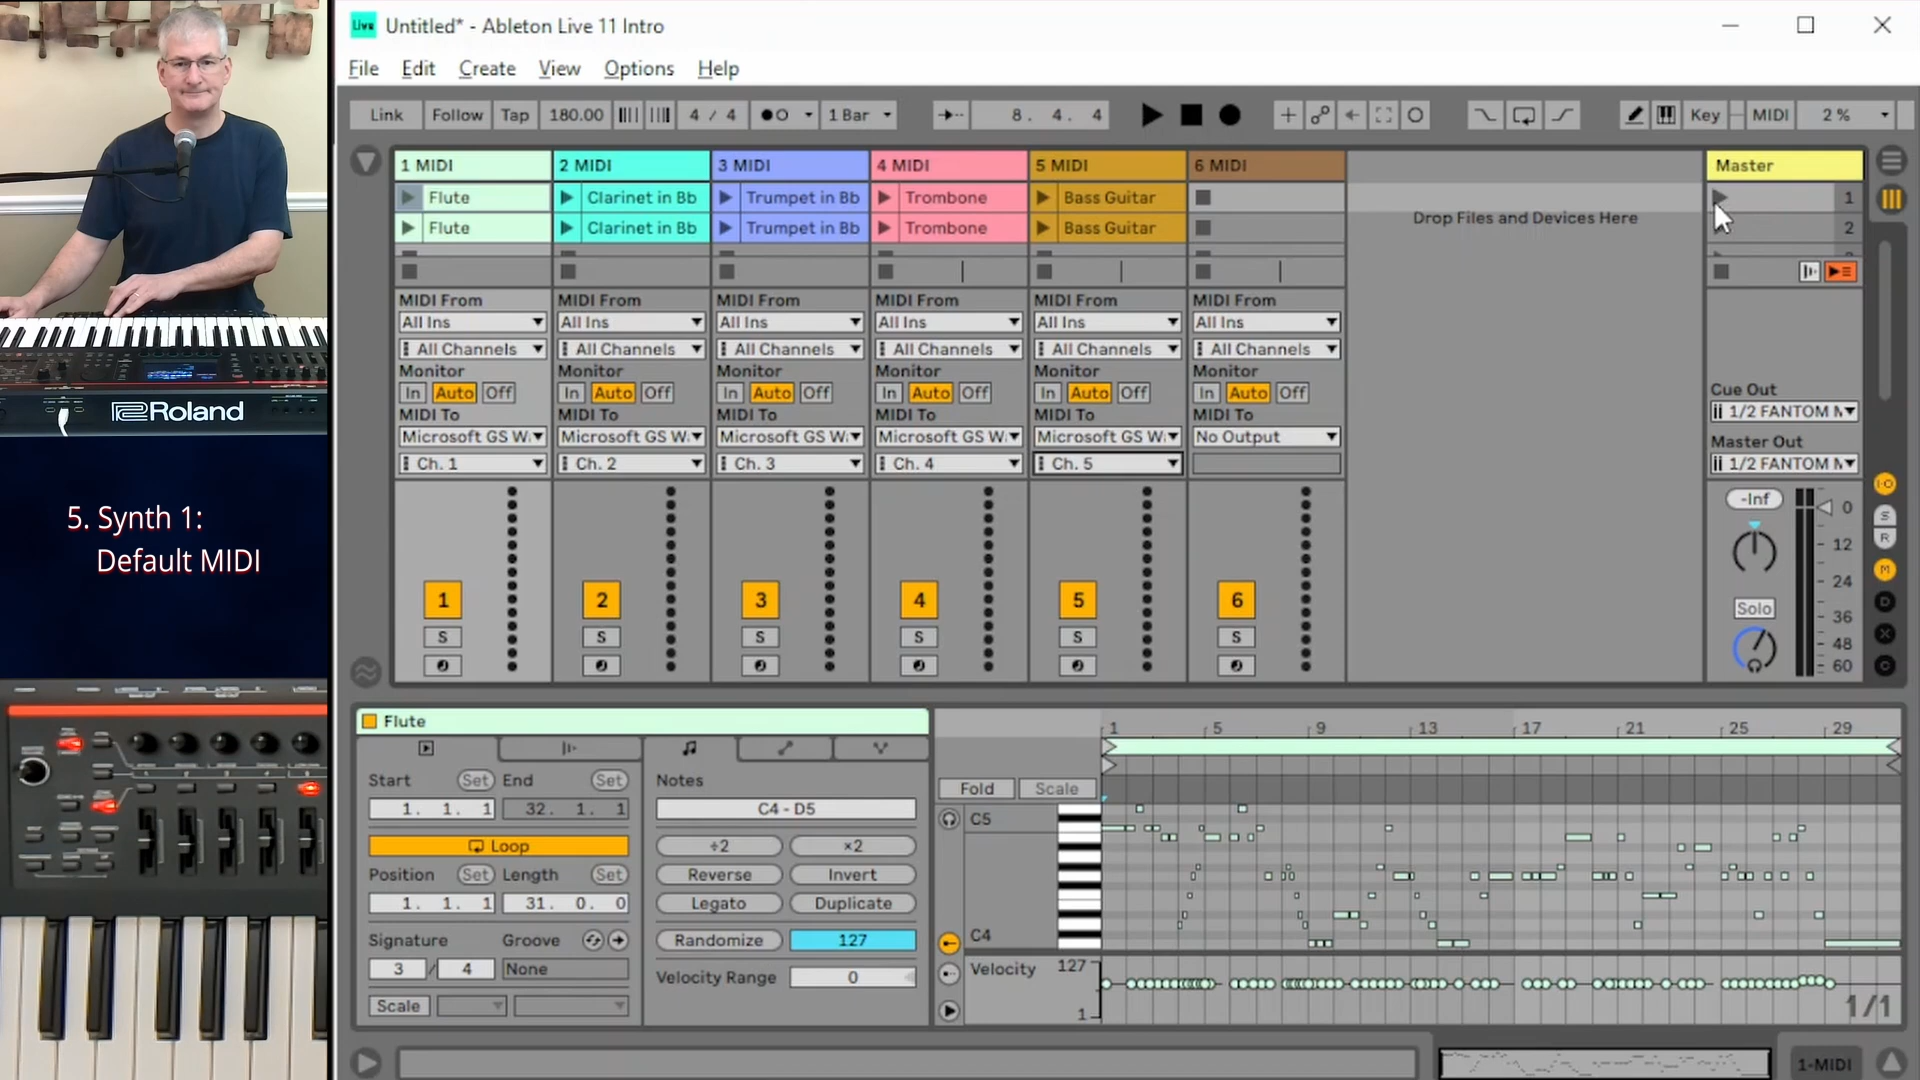 Live
Untitled* - Ableton Live 11 Intro
File Edit Create View Options Help
Link Follow Tap 180.00 4 / 4 1 Bar 8. 4. 4 Key MIDI 2 %
1 MIDI 2 MIDI 3 MIDI 4 MIDI 5 MIDI 6 MIDI Master
Flute Clarinet in Bb Trumpet in Bb Trombone Bass Guitar 1
Drop Files and Devices Here
Flute Clarinet in Bb Trumpet in Bb Trombone Bass Guitar 2
MIDI From MIDI From MIDI From MIDI From MIDI From MIDI From
All Ins All Ins All Ins All Ins All Ins All Ins
All Channels All Channels All Channels All Channels All Channels All Channels
Monitor Monitor Monitor Monitor Monitor Monitor
In Auto Off In Auto Off In Auto Off In Auto Off In Auto Off In Auto Off
Cue Out
1/2 FANTOM M
MIDI To MIDI To MIDI To MIDI To MIDI To MIDI To
Microsoft GS W Microsoft GS W Microsoft GS W Microsoft GS W Microsoft GS W No Output
Master Out
1/2 FANTOM M
Ch. 1 Ch. 2 Ch. 3 Ch. 4 Ch. 5
Roland
5. Synth 1:
Default MIDI
-Inf 0
12
24
36
48
60
Solo
I-O
S
R
M
D
X
1 2 3 4 5 6
S S S S S S
Flute
Start Set End Set
1. 1. 1 32. 1. 1
Loop
Position Set Length Set
1. 1. 1 31. 0. 0
Signature Groove
3 / 4 None
Scale
Notes
C4 - D5
÷2 ×2
Reverse Invert
Legato Duplicate
Randomize 127
Velocity Range 0
1 5 9 13 17 21 25 29
Fold Scale
C5
C4
Velocity 127
1
1/1
1-MIDI